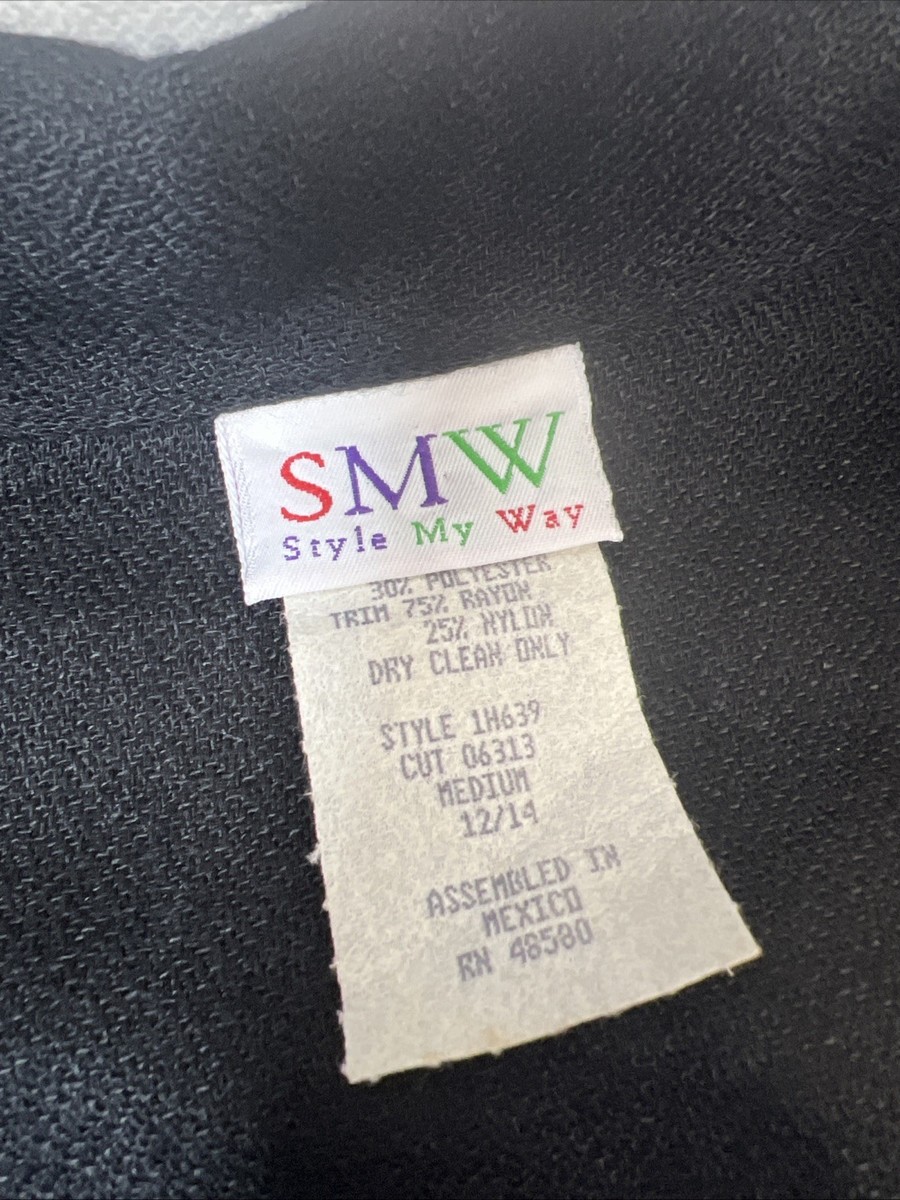 SMW
Style My Way
30% POLYESTER
TRIM 75% RAYON
25% NYLON
DRY CLEAN ONLY
STYLE 1H639
CUT 06313
MEDIUM
12/14
ASSEMBLED IN
MEXICO
RN 48580